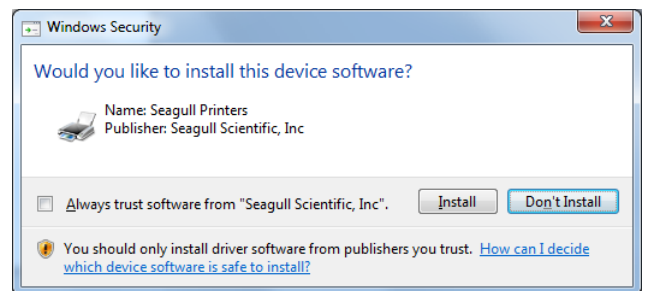 Windows Security
Would you like to install this device software?
Name: Seagull Printers
Publisher: Seagull Scientific, Inc
Always trust software from "Seagull Scientific, Inc".
Install
Don't Install
You should only install driver software from publishers you trust. How can I decide
which device software is safe to install?